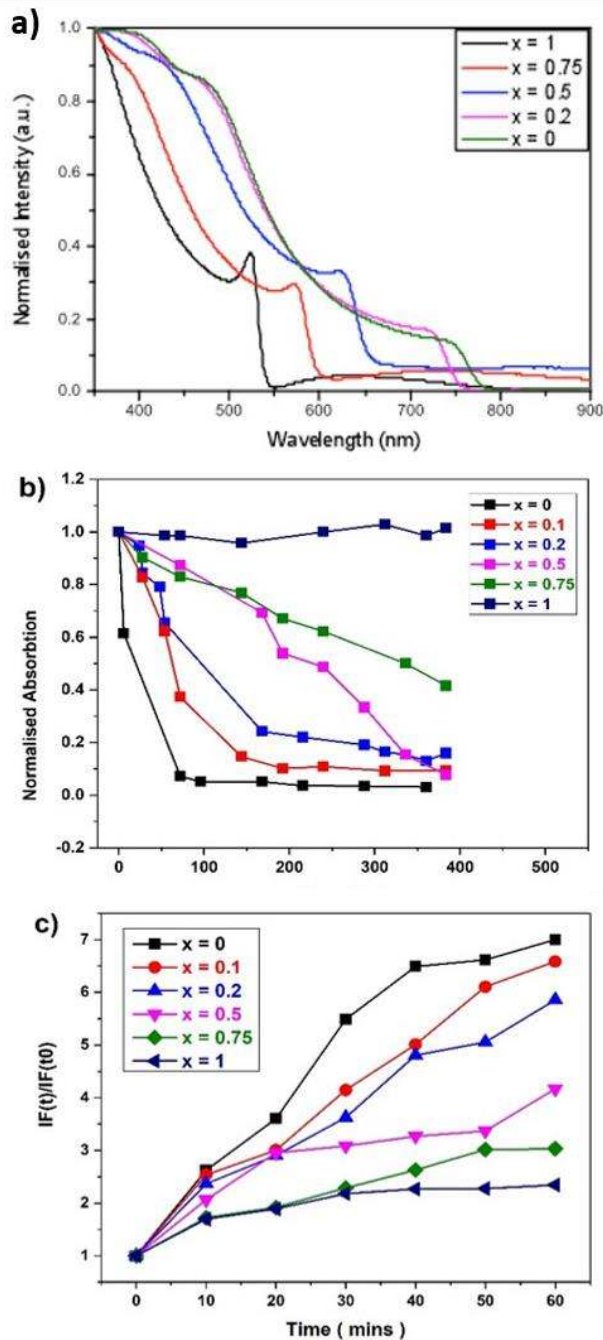 a)
Normalised Intensity (a.u.)
1.0
0.8
0.6
0.4
0.2
0.0
x = 1
x = 0.75
x = 0.5
x = 0.2
x = 0
400
500
600
700
800
900
Wavelength (nm)
b)
Normalised Absorbtion
1.2
1.0
0.8
0.6
0.4
0.2
0.0
-0.2
x = 0
x = 0.1
x = 0.2
x = 0.5
x = 0.75
x = 1
0
100
200
300
400
500
c)
IF(t)/IF(t0)
7
6
5
4
3
2
1
x = 0
x = 0.1
x = 0.2
x = 0.5
x = 0.75
x = 1
0
10
20
30
40
50
60
Time ( mins )